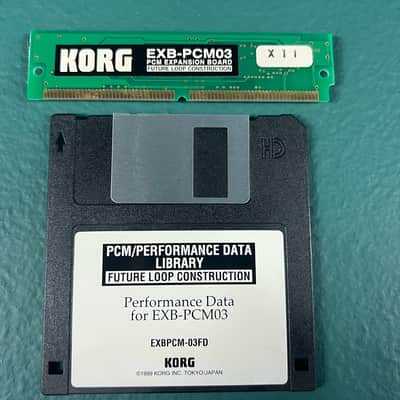 KORG
EXB-PCM03
PCM EXPANSION BOARD
FUTURE LOOP CONSTRUCTION
X11
HD
PCM/PERFORMANCE DATA
LIBRARY
FUTURE LOOP CONSTRUCTION
Performance Data
for EXB-PCM03
EXBPCM-03FD
KORG
©1999 KORG INC. TOKYO/JAPAN